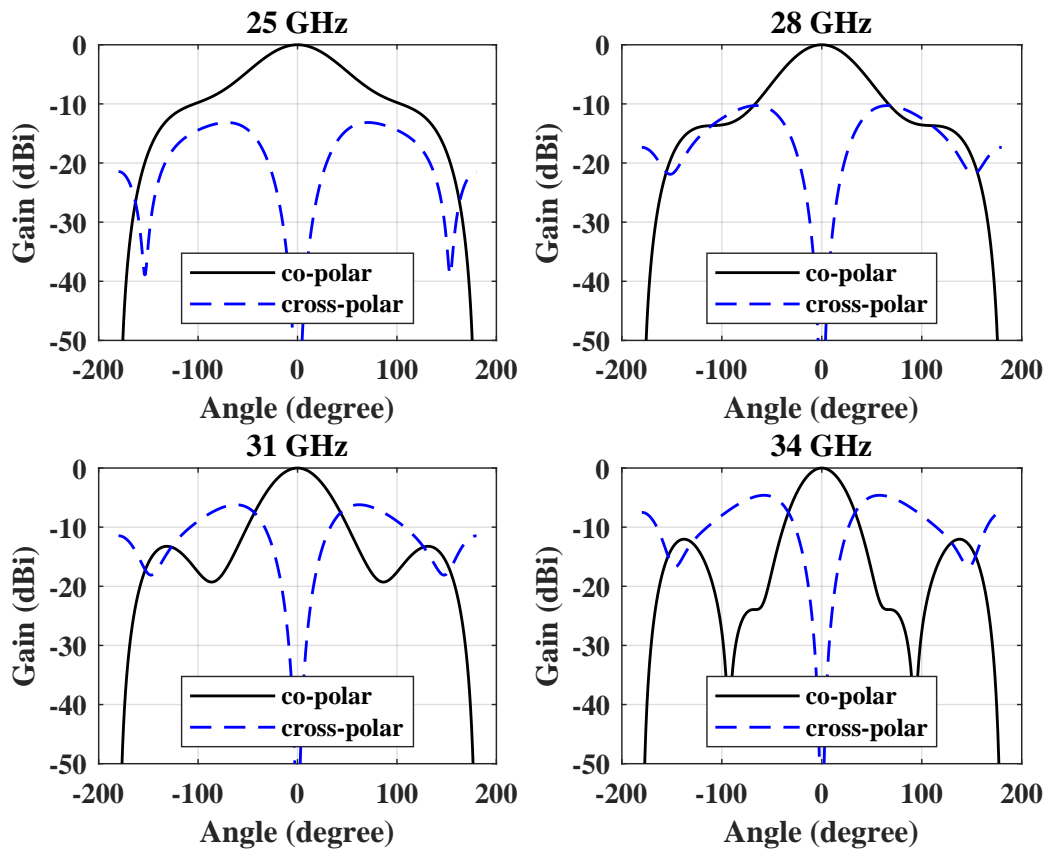 25 GHz
0
-10
-20
-30
-40
-50
Gain (dBi)
co-polar
cross-polar
-200 -100 0 100 200
Angle (degree)
28 GHz
0
-10
-20
-30
-40
-50
Gain (dBi)
co-polar
cross-polar
-200 -100 0 100 200
Angle (degree)
31 GHz
0
-10
-20
-30
-40
-50
Gain (dBi)
co-polar
cross-polar
-200 -100 0 100 200
Angle (degree)
34 GHz
0
-10
-20
-30
-40
-50
Gain (dBi)
co-polar
cross-polar
-200 -100 0 100 200
Angle (degree)